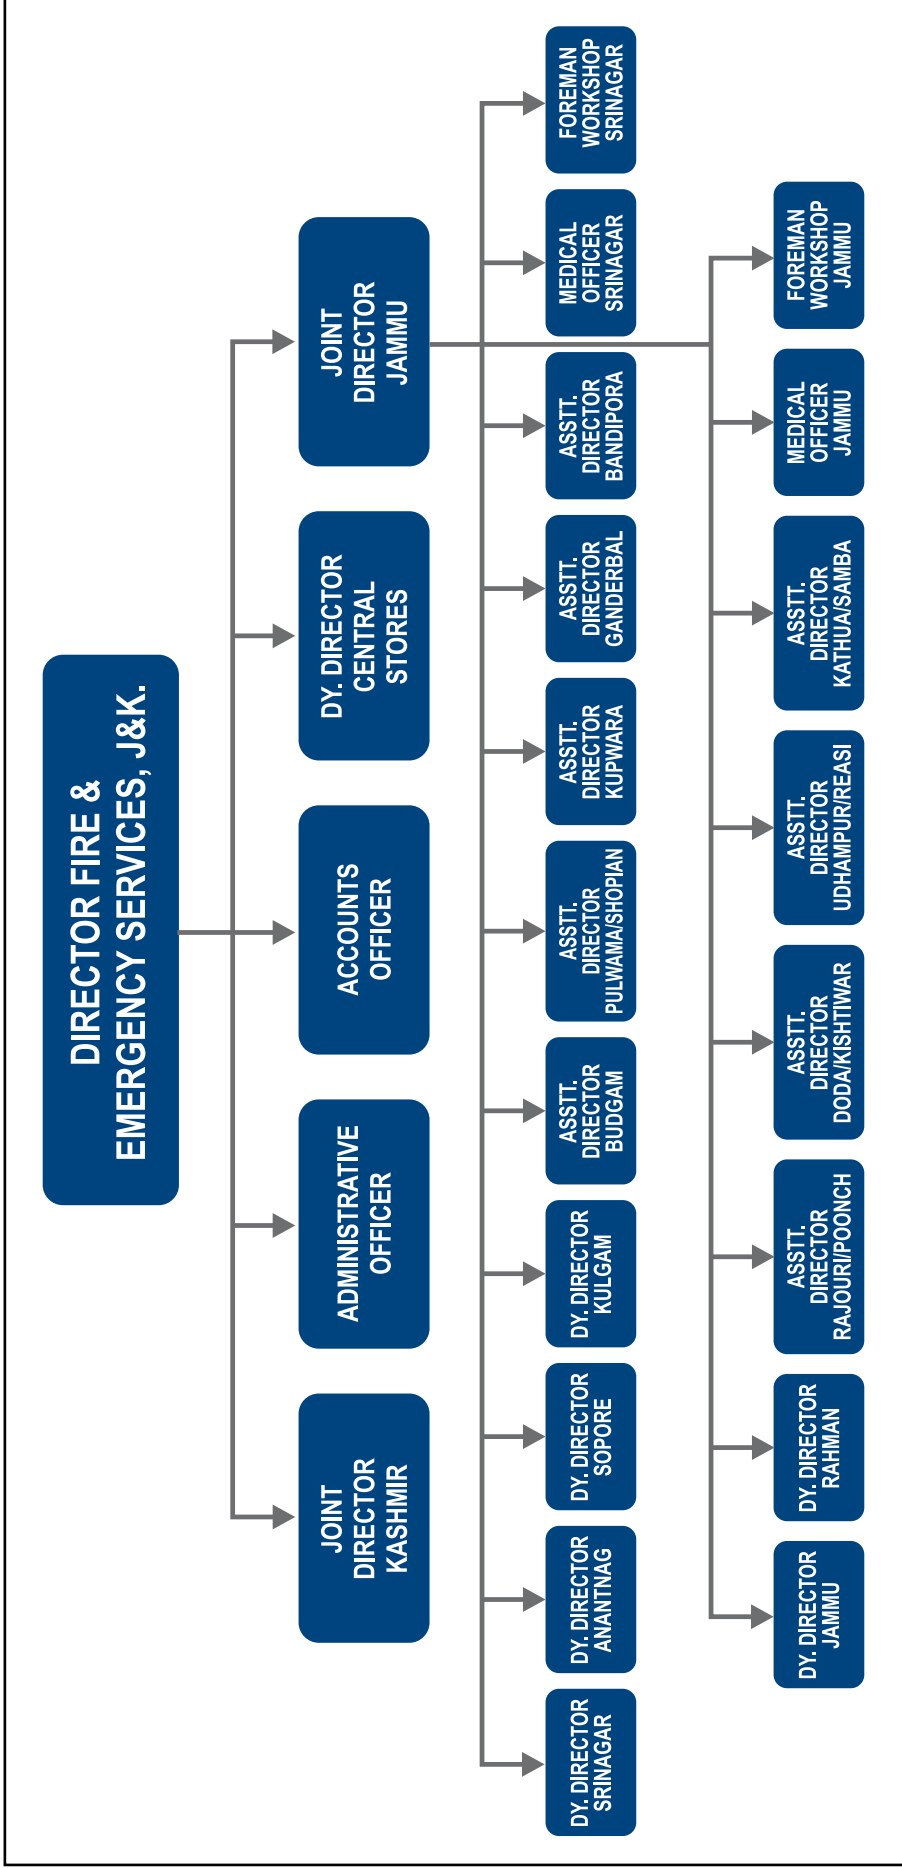 DIRECTOR FIRE &
EMERGENCY SERVICES, J&K.
JOINT
DIRECTOR
KASHMIR
ADMINISTRATIVE
OFFICER
ACCOUNTS
OFFICER
DY. DIRECTOR
CENTRAL
STORES
JOINT
DIRECTOR
JAMMU
DY. DIRECTOR
SRINAGAR
DY. DIRECTOR
ANANTNAG
DY. DIRECTOR
SOPORE
DY. DIRECTOR
KULGAM
ASSTT.
DIRECTOR
BUDGAM
ASSTT.
DIRECTOR
PULWAMA/SHOPIAN
ASSTT.
DIRECTOR
KUPWARA
ASSTT.
DIRECTOR
GANDERBAL
ASSTT.
DIRECTOR
BANDIPORA
MEDICAL
OFFICER
SRINAGAR
FOREMAN
WORKSHOP
SRINAGAR
DY. DIRECTOR
JAMMU
DY. DIRECTOR
RAHMAN
ASSTT.
DIRECTOR
RAJOURI/POONCH
ASSTT.
DIRECTOR
DODA/KISHTIWAR
ASSTT.
DIRECTOR
UDHAMPUR/REASI
ASSTT.
DIRECTOR
KATHUA/SAMBA
MEDICAL
OFFICER
JAMMU
FOREMAN
WORKSHOP
JAMMU